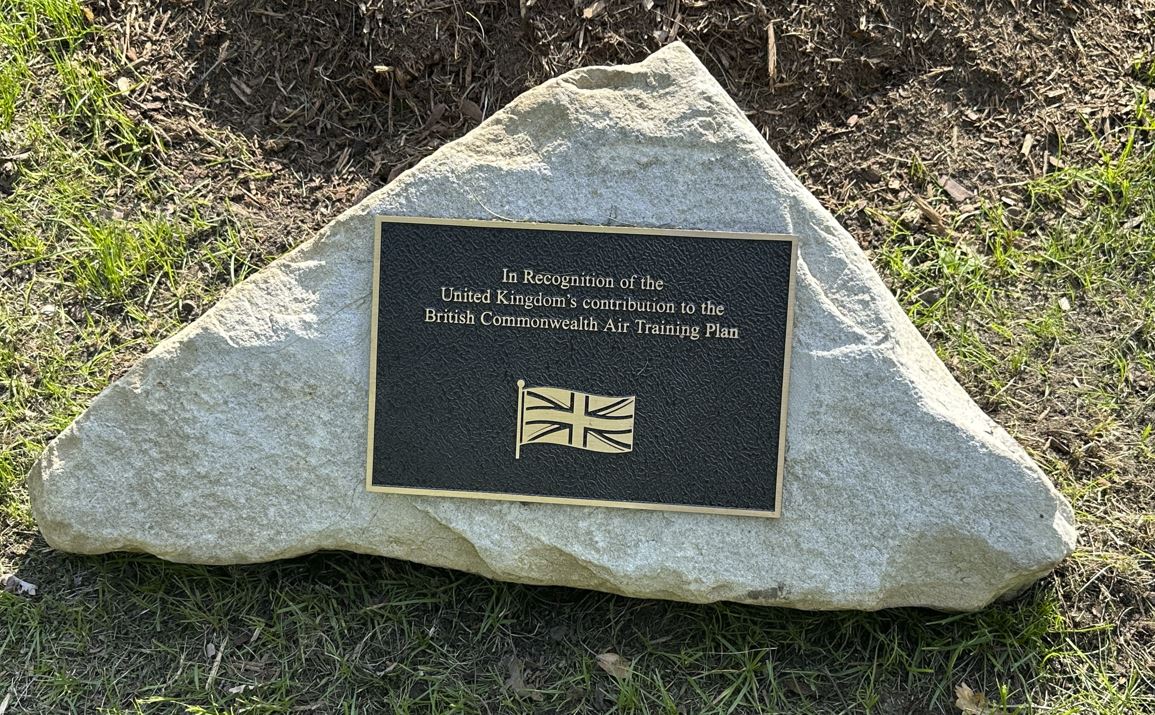 In Recognition of the
United Kingdom's contribution to the
British Commonwealth Air Training Plan